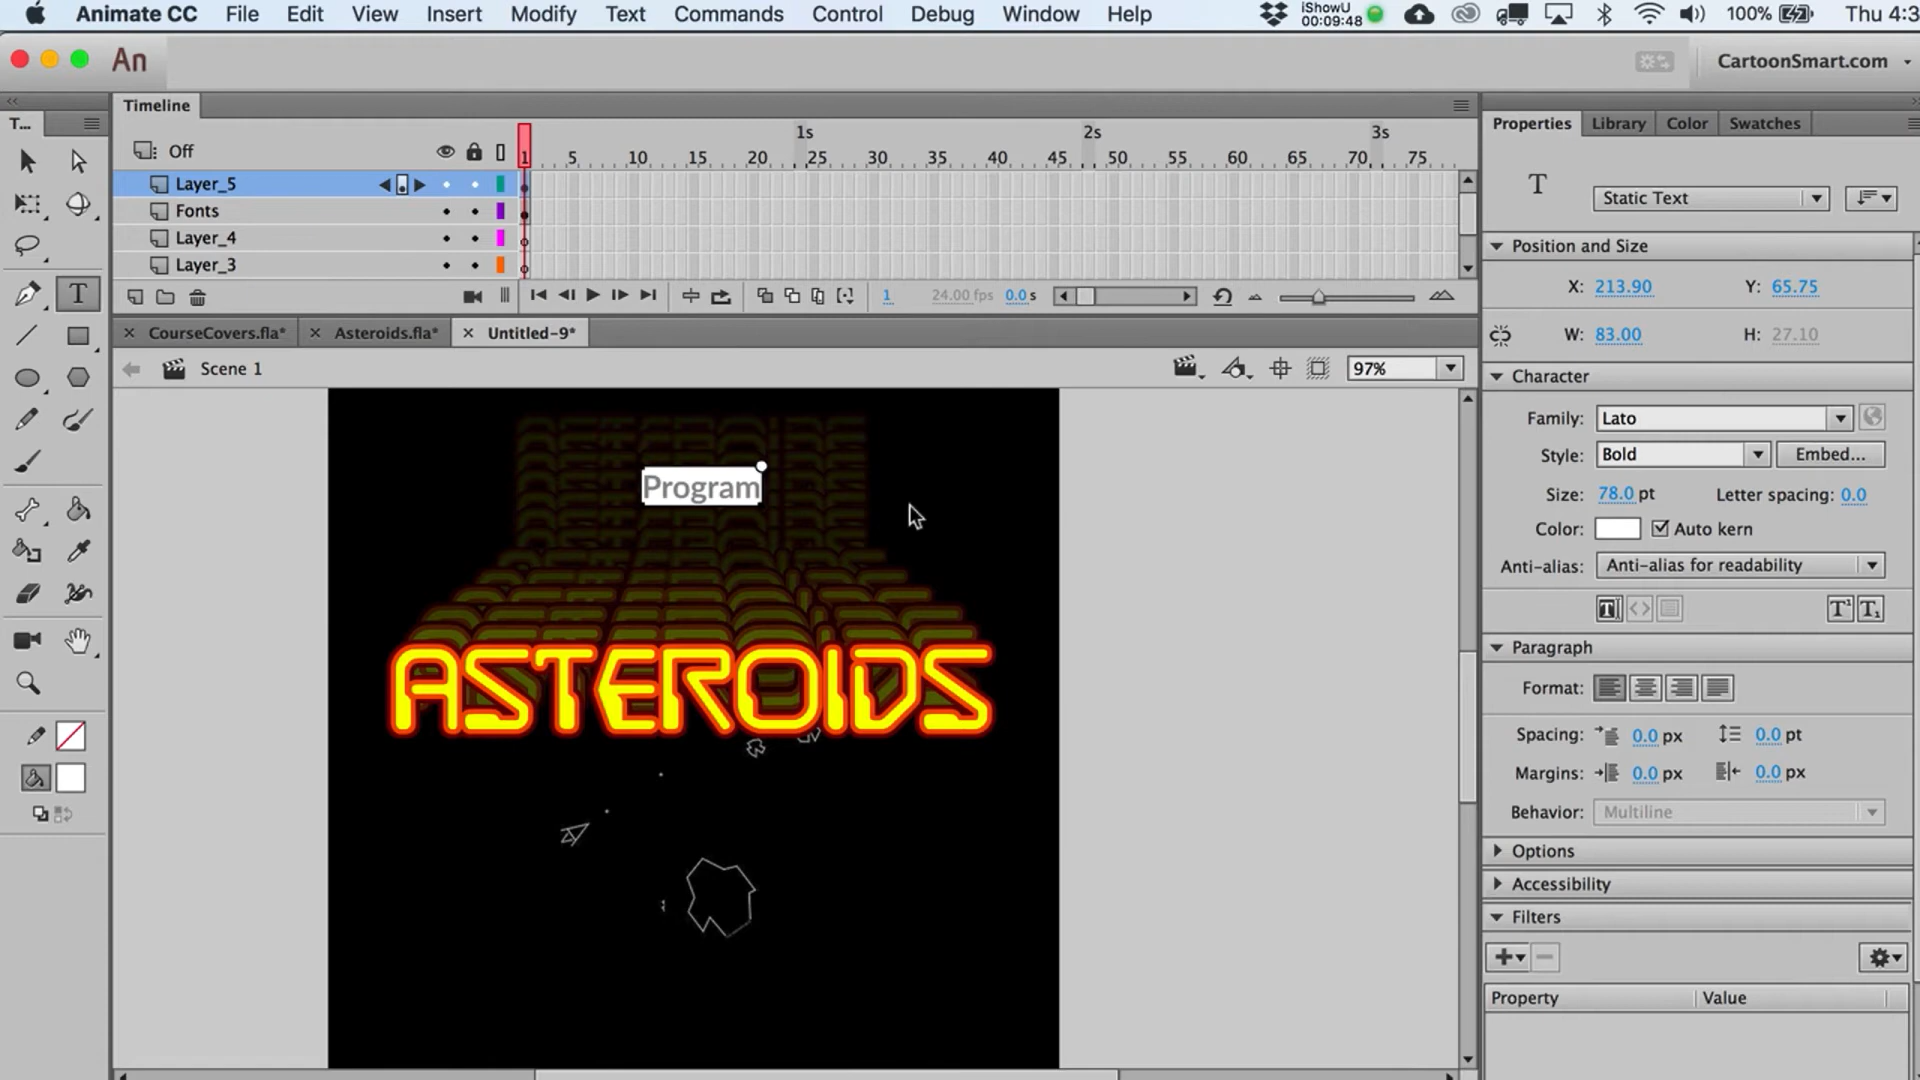 Animate CC File Edit View Insert Modify Text Commands Control Debug Window Help iShowU 00:09:48 100% Thu 4:3
An CartoonSmart.com
Timeline
T... Properties Library Color Swatches
1s 2s 3s
Off 1 5 10 15 20 25 30 35 40 45 50 55 60 65 70 75
Layer_5
Fonts
Layer_4
Layer_3
T Static Text
Position and Size
X: 213.90 Y: 65.75
1 24.00 fps 0.0 s
CourseCovers.fla* Asteroids.fla* Untitled-9*
W: 83.00 H: 27.10
Scene 1 97%
Character
Family: Lato
Style: Bold Embed...
Size: 78.0 pt Letter spacing: 0.0
Color: Auto kern
Anti-alias: Anti-alias for readability
Program
ASTEROIDS
Paragraph
Format:
Spacing: 0.0 px 0.0 pt
Margins: 0.0 px 0.0 px
Behavior: Multiline
Options
Accessibility
Filters
Property Value